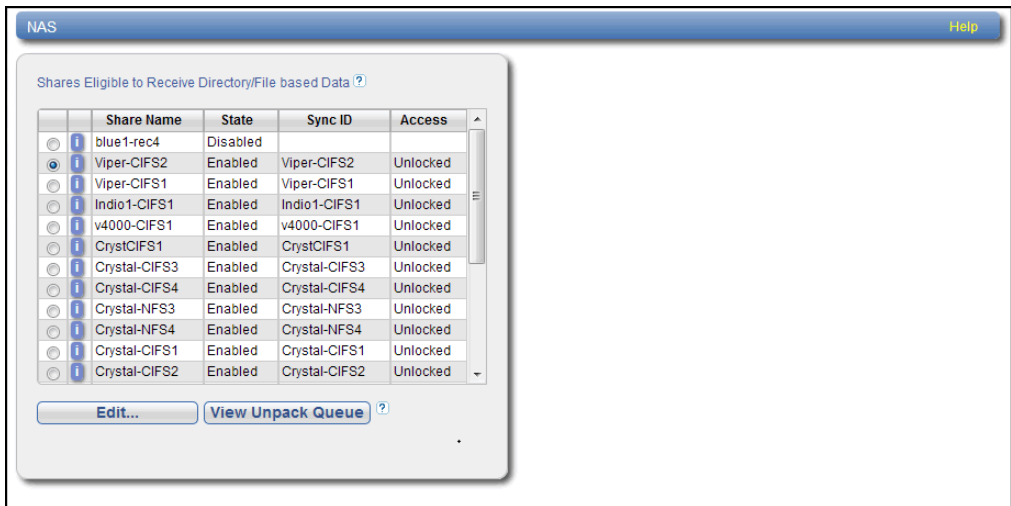 NAS Help
Shares Eligible to Receive Directory/File based Data ?
Share Name State Sync ID Access
i blue1-rec4 Disabled
i Viper-CIFS2 Enabled Viper-CIFS2 Unlocked
i Viper-CIFS1 Enabled Viper-CIFS1 Unlocked
i Indio1-CIFS1 Enabled Indio1-CIFS1 Unlocked
i v4000-CIFS1 Enabled v4000-CIFS1 Unlocked
i CrystCIFS1 Enabled CrystCIFS1 Unlocked
i Crystal-CIFS3 Enabled Crystal-CIFS3 Unlocked
i Crystal-CIFS4 Enabled Crystal-CIFS4 Unlocked
i Crystal-NFS3 Enabled Crystal-NFS3 Unlocked
i Crystal-NFS4 Enabled Crystal-NFS4 Unlocked
i Crystal-CIFS1 Enabled Crystal-CIFS1 Unlocked
i Crystal-CIFS2 Enabled Crystal-CIFS2 Unlocked
Edit... View Unpack Queue ?